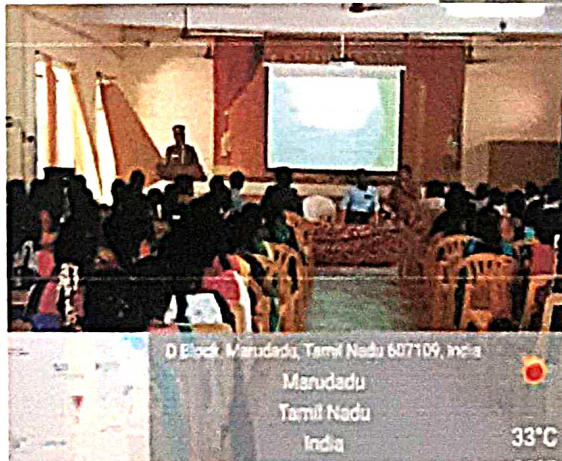 D Block, Marudadu, Tamil Nadu 607109, India
Marudadu
Tamil Nadu
India
33°C